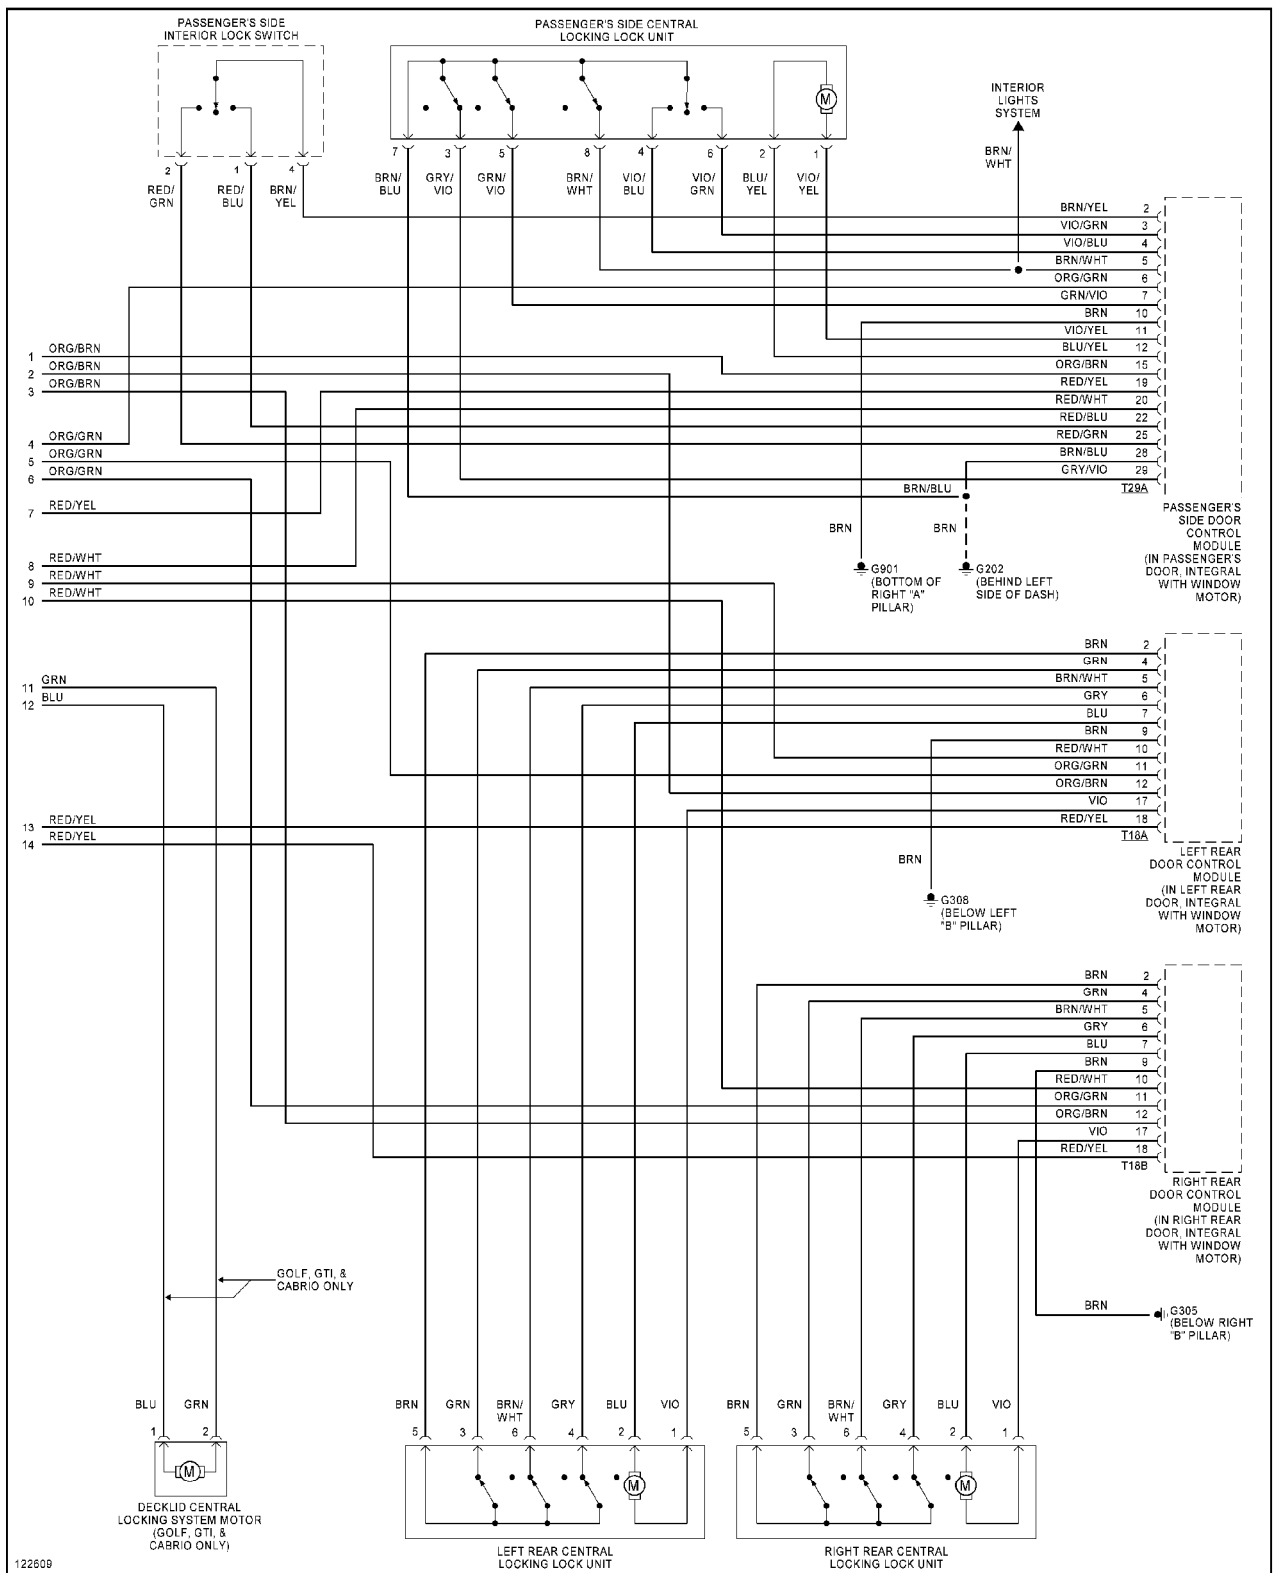 PASSENGER'S SIDE
INTERIOR LOCK SWITCH
PASSENGER'S SIDE CENTRAL
LOCKING LOCK UNIT
INTERIOR
LIGHTS
SYSTEM
BRN/
WHT
M
2
1
4
7
3
5
8
4
6
2
1
RED/
GRN
RED/
BLU
BRN/
YEL
BRN/
BLU
GRY/
VIO
GRN/
VIO
BRN/
WHT
VIO/
BLU
VIO/
GRN
BLU/
YEL
VIO/
YEL
BRN/YEL 2
VIO/GRN 3
VIO/BLU 4
BRN/WHT 5
ORG/GRN 6
GRN/VIO 7
BRN 10
VIO/YEL 11
BLU/YEL 12
ORG/BRN 15
RED/YEL 19
RED/WHT 20
RED/BLU 22
RED/GRN 25
BRN/BLU 28
GRY/VIO 29
T29A
PASSENGER'S
SIDE DOOR
CONTROL
MODULE
(IN PASSENGER'S
DOOR, INTEGRAL
WITH WINDOW
MOTOR)
1 ORG/BRN
2 ORG/BRN
3 ORG/BRN
4 ORG/GRN
5 ORG/GRN
6 ORG/GRN
7 RED/YEL
8 RED/WHT
9 RED/WHT
10 RED/WHT
11 GRN
12 BLU
13 RED/YEL
14 RED/YEL
BRN/BLU
BRN
BRN
G901
(BOTTOM OF
RIGHT "A"
PILLAR)
G202
(BEHIND LEFT
SIDE OF DASH)
BRN 2
GRN 4
BRN/WHT 5
GRY 6
BLU 7
BRN 9
RED/WHT 10
ORG/GRN 11
ORG/BRN 12
VIO 17
RED/YEL 18
T18A
LEFT REAR
DOOR CONTROL
MODULE
(IN LEFT REAR
DOOR, INTEGRAL
WITH WINDOW
MOTOR)
BRN
G308
(BELOW LEFT
"B" PILLAR)
BRN 2
GRN 4
BRN/WHT 5
GRY 6
BLU 7
BRN 9
RED/WHT 10
ORG/GRN 11
ORG/BRN 12
VIO 17
RED/YEL 18
T18B
RIGHT REAR
DOOR CONTROL
MODULE
(IN RIGHT REAR
DOOR, INTEGRAL
WITH WINDOW
MOTOR)
GOLF, GTI, &
CABRIO ONLY
BRN
G305
(BELOW RIGHT
"B" PILLAR)
BLU
GRN
1
2
M
DECKLID CENTRAL
LOCKING SYSTEM MOTOR
(GOLF, GTI, &
CABRIO ONLY)
BRN
GRN
BRN/
WHT
GRY
BLU
VIO
5
3
6
4
2
1
M
LEFT REAR CENTRAL
LOCKING LOCK UNIT
BRN
GRN
BRN/
WHT
GRY
BLU
VIO
5
3
6
4
2
1
M
RIGHT REAR CENTRAL
LOCKING LOCK UNIT
122609